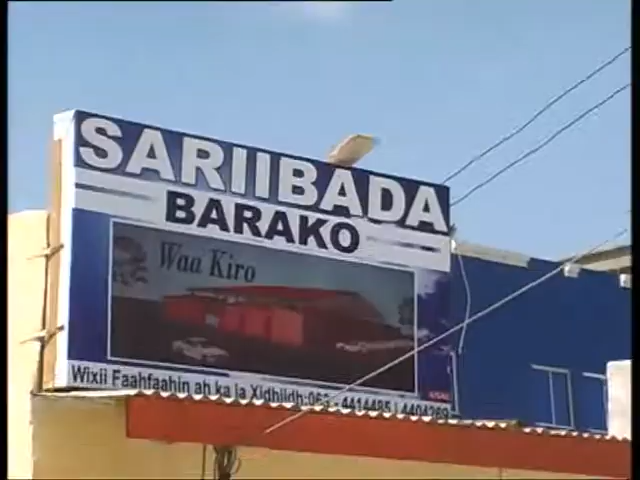 SARIIBADA
BARAKO
Waa Kiro
Wixii Faahfaahin ah ka la Xidhiidh:063 - 4414485 / 4404269